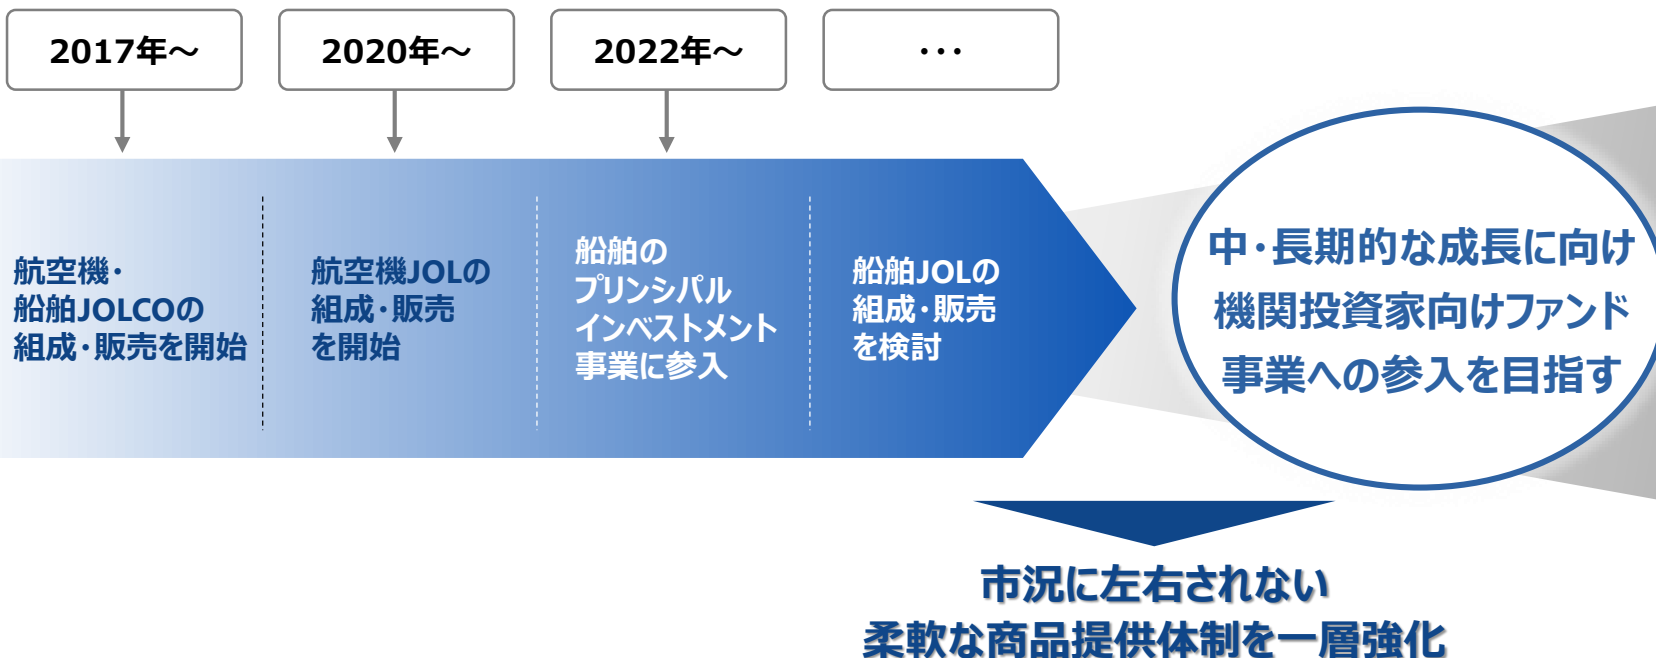 2017年～
2020年～
2022年～
･･･
航空機･
船舶JOLCOの
組成･販売を開始
航空機JOLの
組成･販売
を開始
船舶の
プリンシパル
インベストメント
事業に参入
船舶JOLの
組成･販売
を検討
中･長期的な成長に向け
機関投資家向けファンド
事業への参入を目指す
市況に左右されない
柔軟な商品提供体制を一層強化